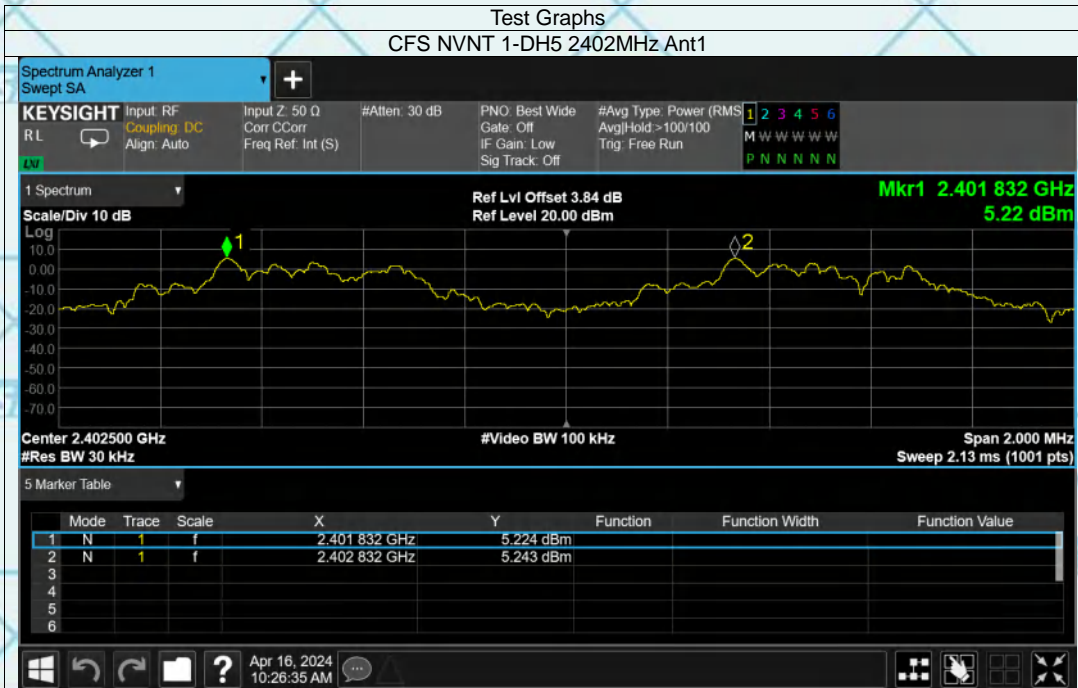 Test Graphs
CFS NVNT 1-DH5 2402MHz Ant1
Spectrum Analyzer 1
Swept SA
+
KEYSIGHT Input: RF Input Z: 50 Ω #Atten: 30 dB PNO: Best Wide #Avg Type: Power (RMS 1 2 3 4 5 6
RL Coupling: DC Corr CCorr Gate: Off Avg|Hold:>100/100 M W W W W W
Align: Auto Freq Ref: Int (S) IF Gain: Low Trig: Free Run
LXI Sig Track: Off P N N N N N
1 Spectrum Ref Lvl Offset 3.84 dB Mkr1 2.401 832 GHz
Scale/Div 10 dB Ref Level 20.00 dBm 5.22 dBm
Log
1 2
10.0
0.00
-10.0
-20.0
-30.0
-40.0
-50.0
-60.0
-70.0
Center 2.402500 GHz #Video BW 100 kHz Span 2.000 MHz
#Res BW 30 kHz Sweep 2.13 ms (1001 pts)
5 Marker Table
Mode Trace Scale X Y Function Function Width Function Value
1 N 1 f 2.401 832 GHz 5.224 dBm
2 N 1 f 2.402 832 GHz 5.243 dBm
3
4
5
6
? Apr 16, 2024
10:26:35 AM